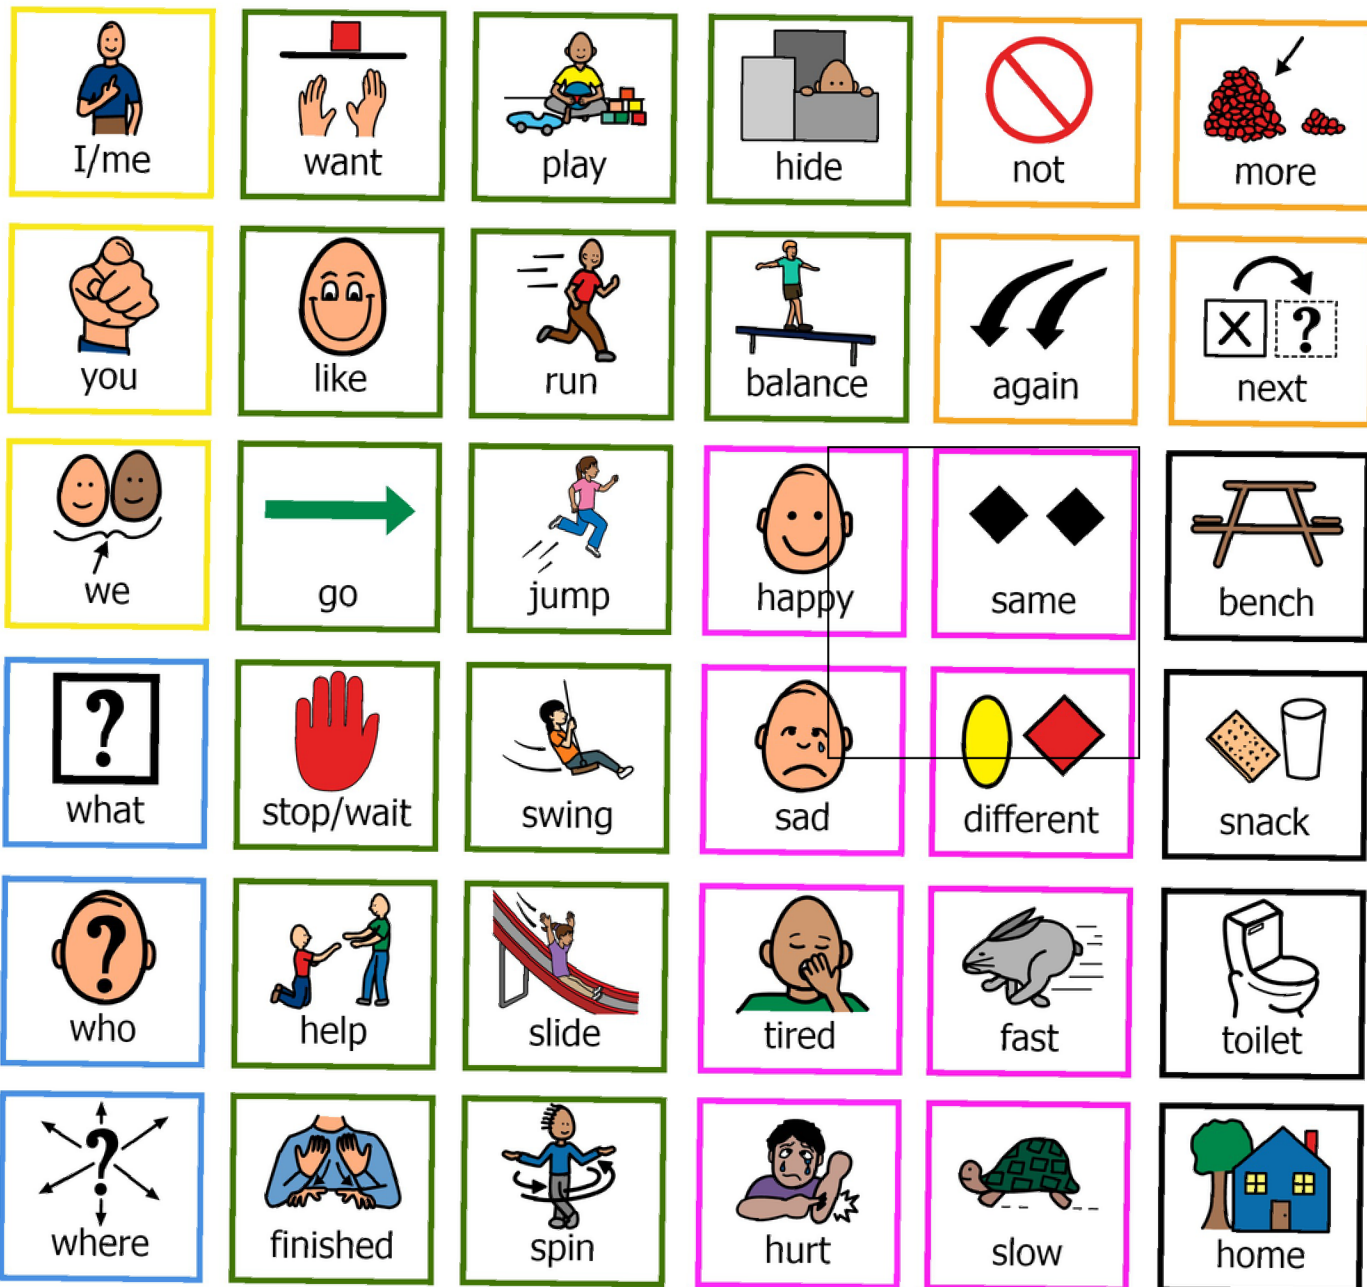 I/me want play hide not more
you like run balance again next
we go jump happy same bench
what stop/wait swing sad different snack
who help slide tired fast toilet
where finished spin hurt slow home